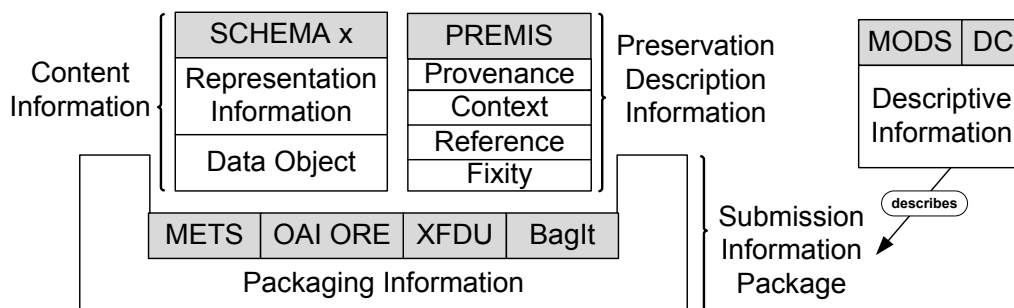 Content
Information
SCHEMA x
Representation
Information
Data Object
PREMIS
Provenance
Context
Reference
Fixity
Preservation
Description
Information
MODS DC
Descriptive
Information
describes
METS OAI ORE XFDU BagIt
Packaging Information
Submission
Information
Package